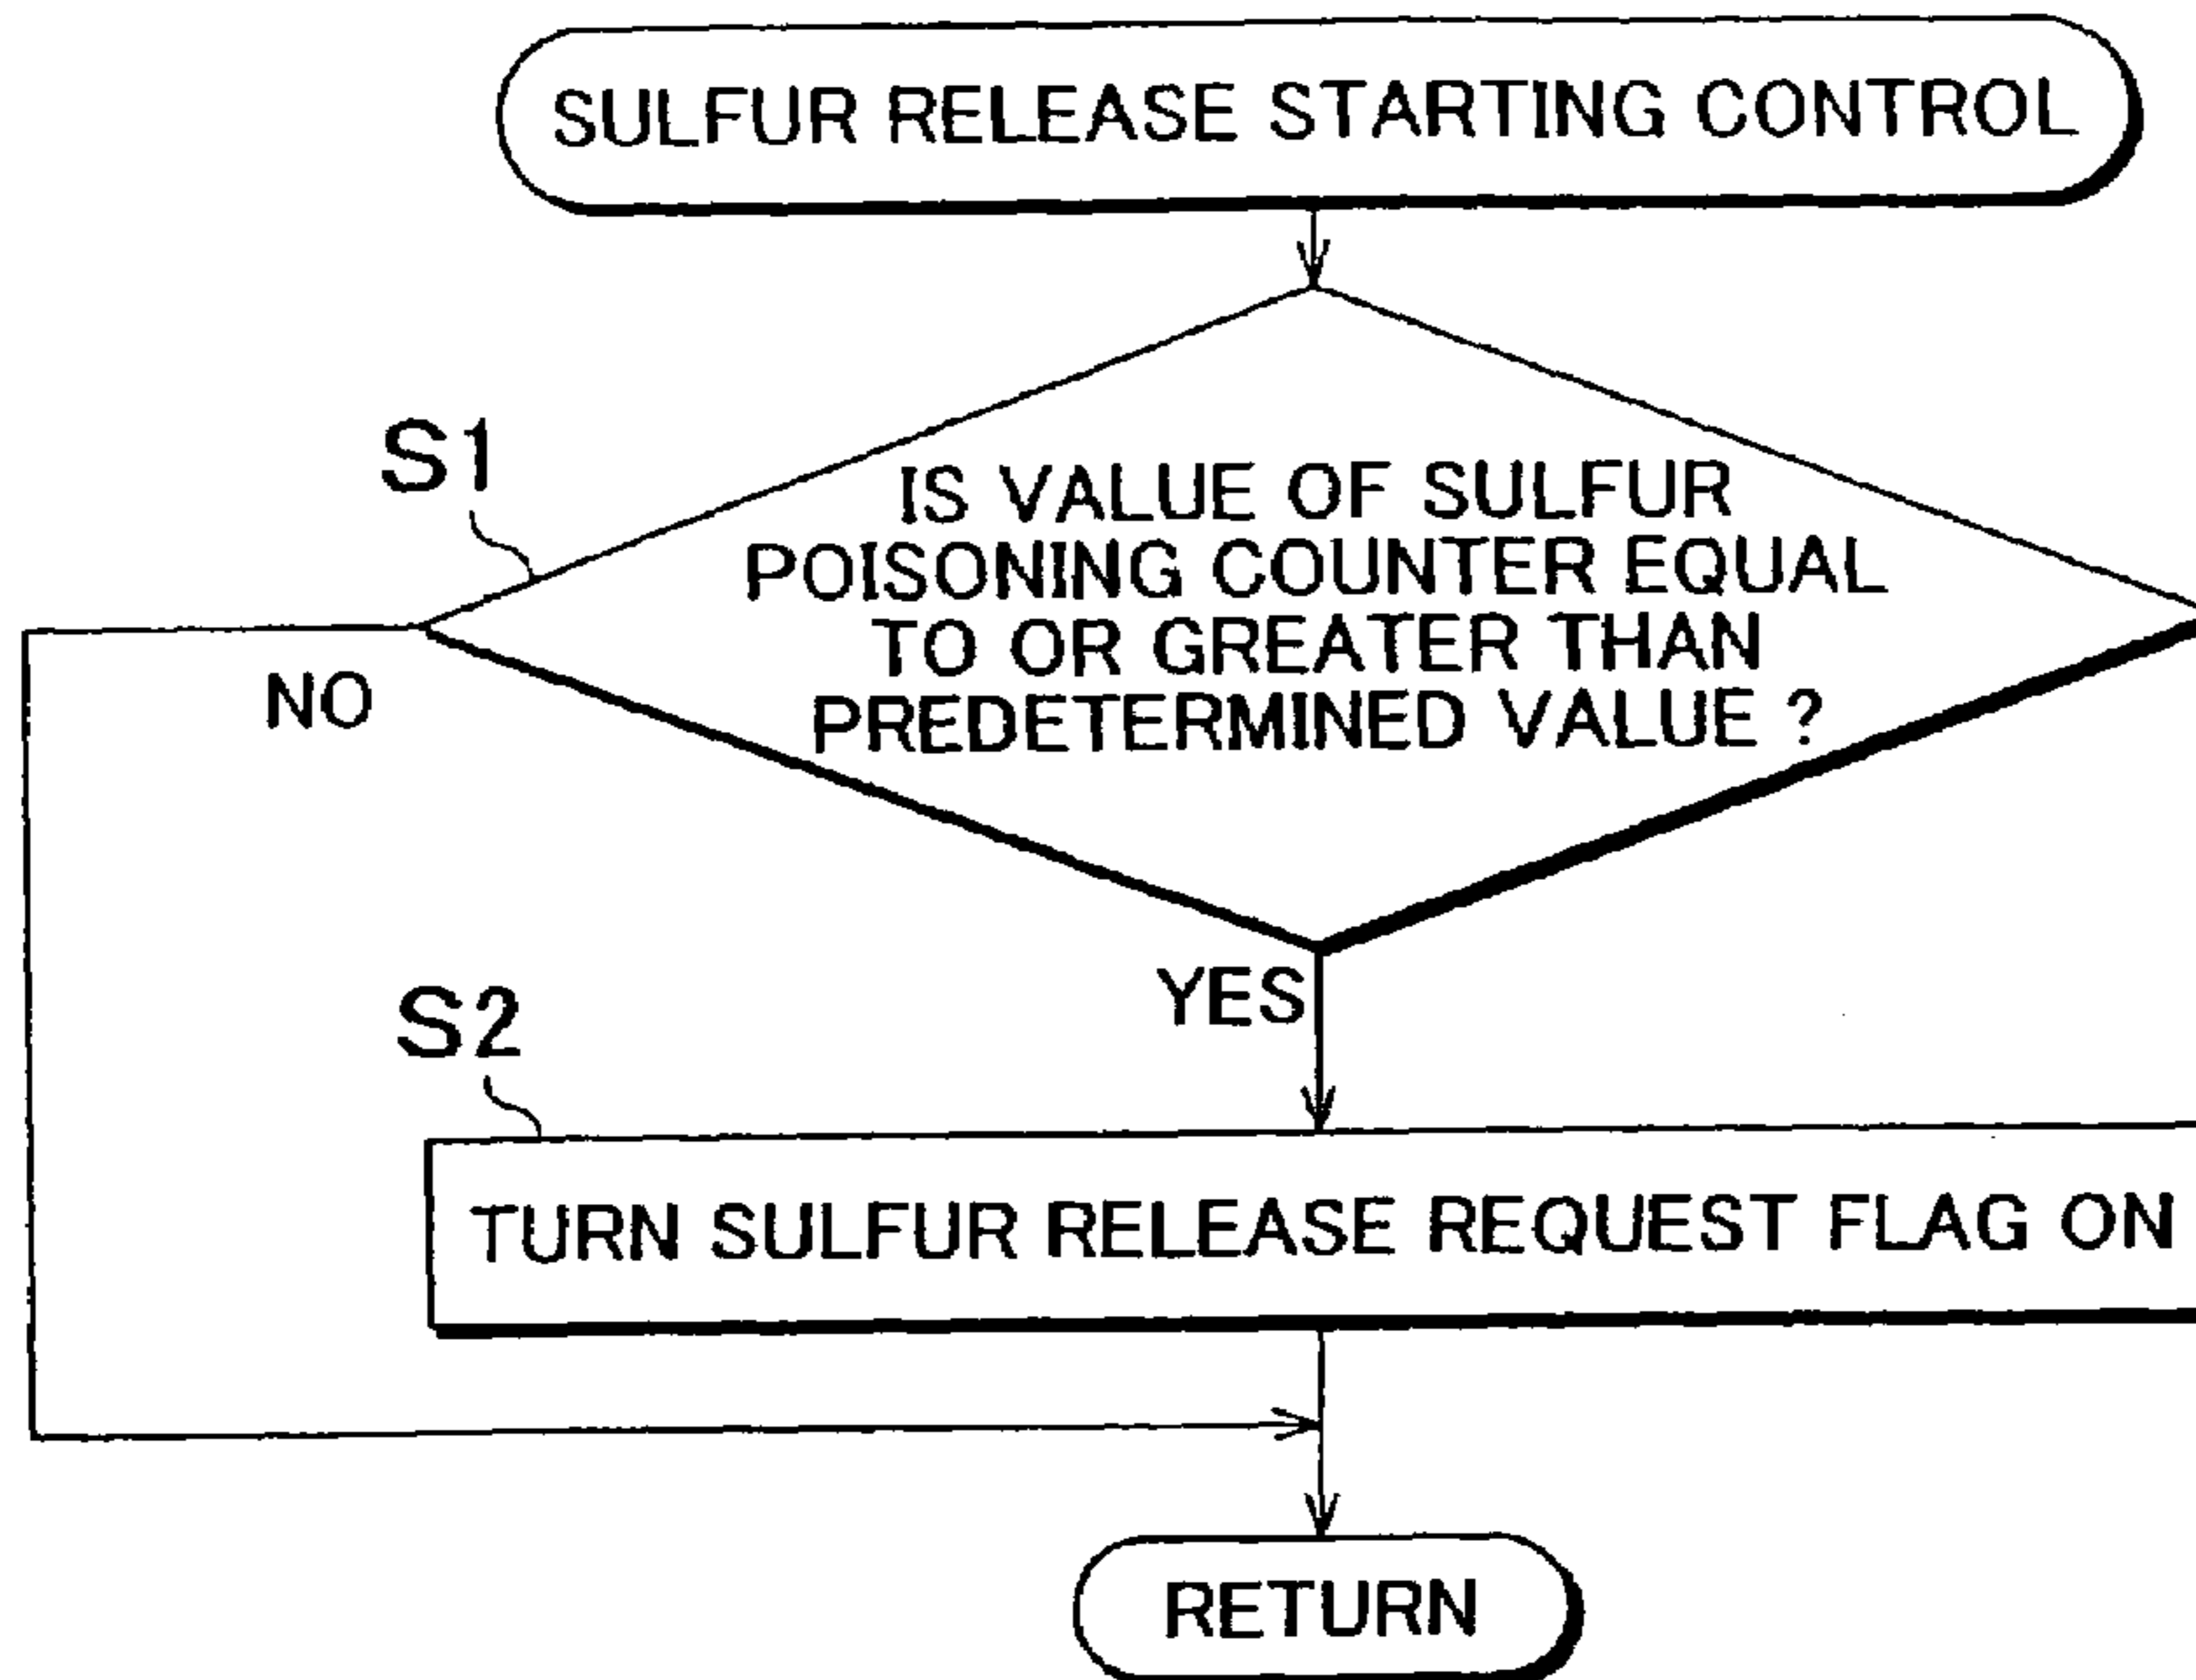 SULFUR RELEASE STARTING CONTROL
S1
IS VALUE OF SULFUR
POISONING COUNTER EQUAL
TO OR GREATER THAN
PREDETERMINED VALUE ?
NO
YES
S2
TURN SULFUR RELEASE REQUEST FLAG ON
RETURN